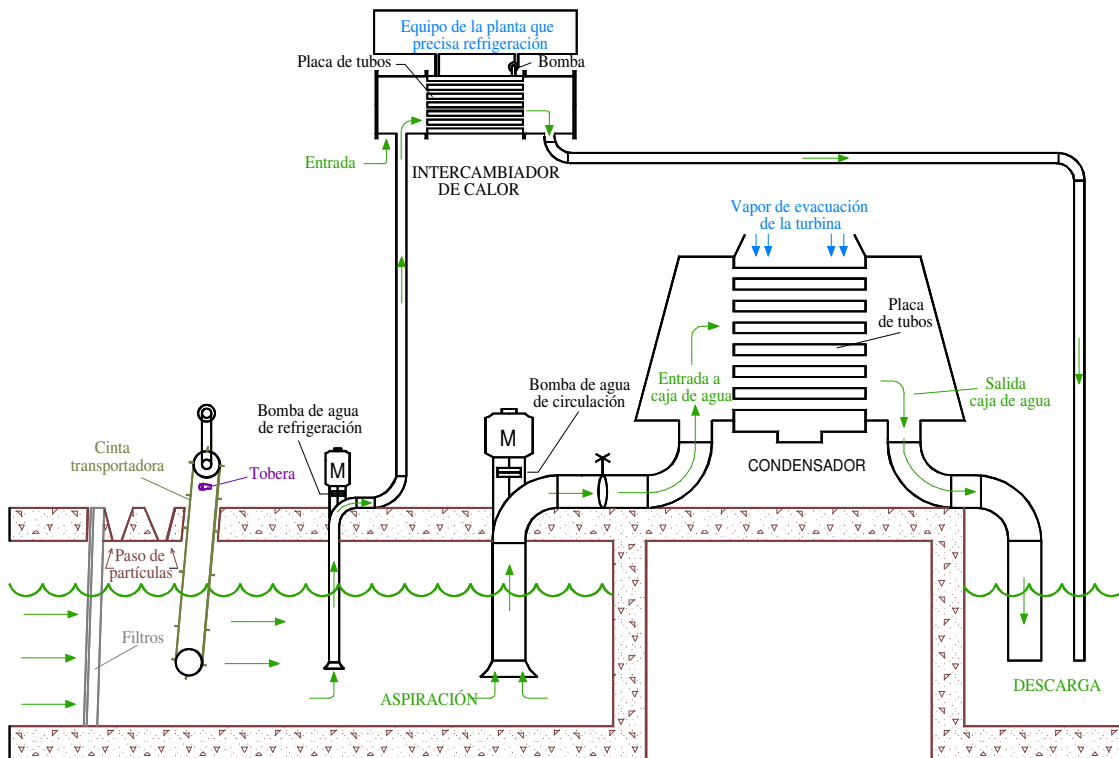 Equipo de la planta que
precisa refrigeración
Placa de tubos
Bomba
Entrada
INTERCAMBIADOR
DE CALOR
Vapor de evacuación
de la turbina
Placa
de tubos
Entrada a
caja de agua
Salida
caja de agua
Bomba de agua
de circulación
Bomba de agua
de refrigeración
M
M
Cinta
transportadora
Tobera
CONDENSADOR
Paso de
partículas
Filtros
ASPIRACIÓN
DESCARGA